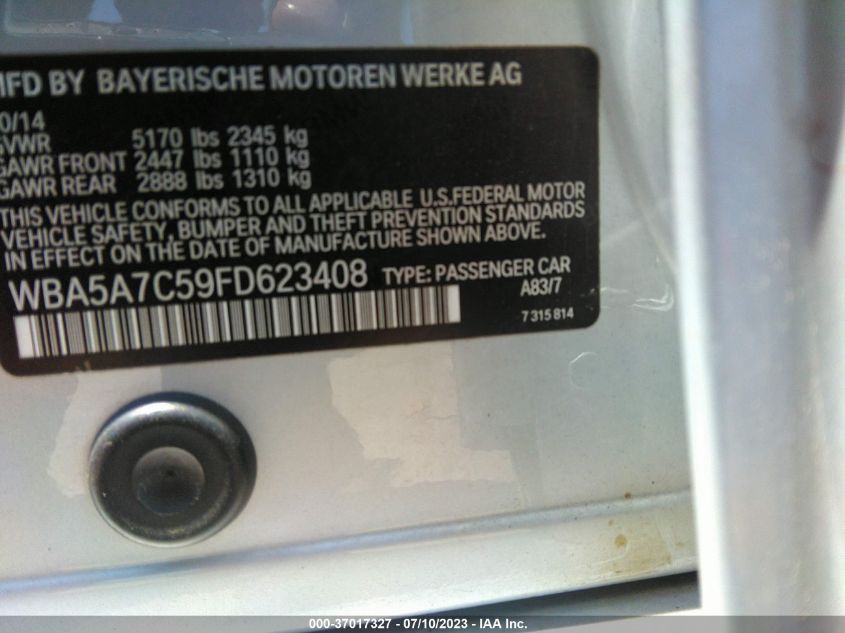 MFD BY BAYERISCHE MOTOREN WERKE AG
0/14
GVWR 5170 lbs 2345 kg
GAWR FRONT 2447 lbs 1110 kg
GAWR REAR 2888 lbs 1310 kg
THIS VEHICLE CONFORMS TO ALL APPLICABLE U.S.FEDERAL MOTOR
VEHICLE SAFETY, BUMPER AND THEFT PREVENTION STANDARDS
IN EFFECT ON THE DATE OF MANUFACTURE SHOWN ABOVE.
WBA5A7C59FD623408 TYPE: PASSENGER CAR
A83/7
7 315 814
000-37017327 - 07/10/2023 - IAA Inc.